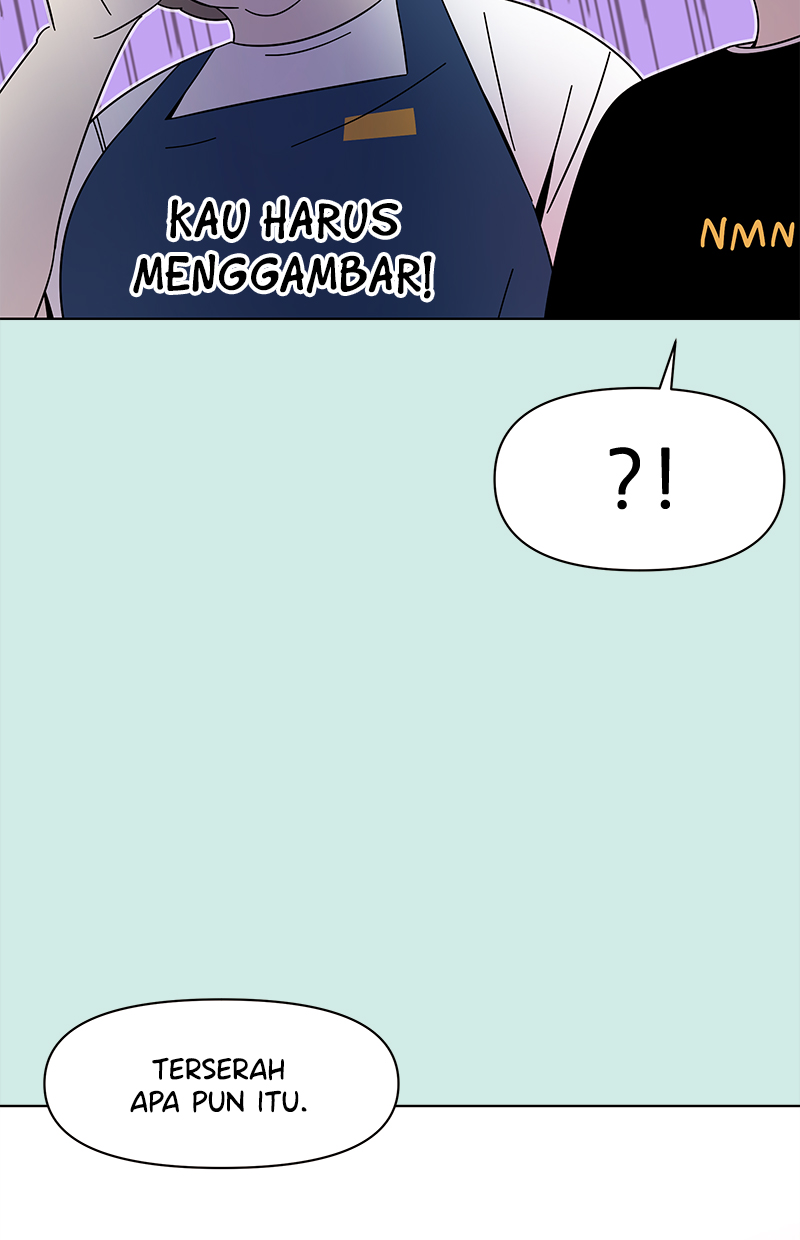 KAU HARUS
MENGGAMBAR!
NMN
?!
TERSERAH
APA PUN ITU.